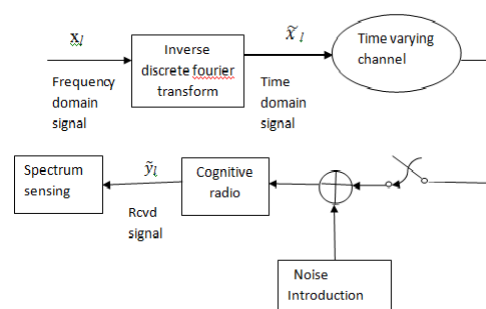 x_l
Inverse
discrete fourier
transform
x̃_l
Time varying
channel
Frequency
domain
signal
Time
domain
signal
Spectrum
sensing
ỹ_l
Cognitive
radio
Rcvd
signal
Noise
Introduction